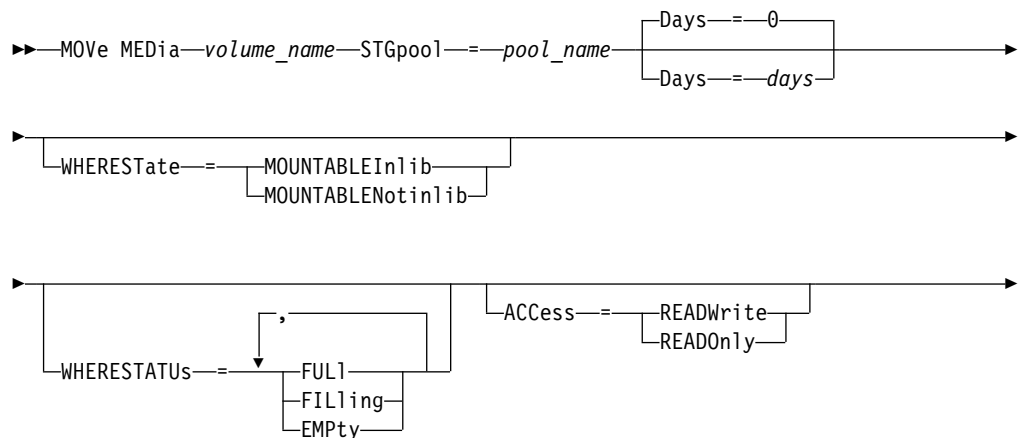 Days = 0
MOVe MEDia volume_name STGpool = pool_name
Days = days
WHERESTate = MOUNTABLEInlib
MOUNTABLENotinlib
,
ACCess = READWrite
READOnly
WHERESTATUs = FULl
FILling
EMPty